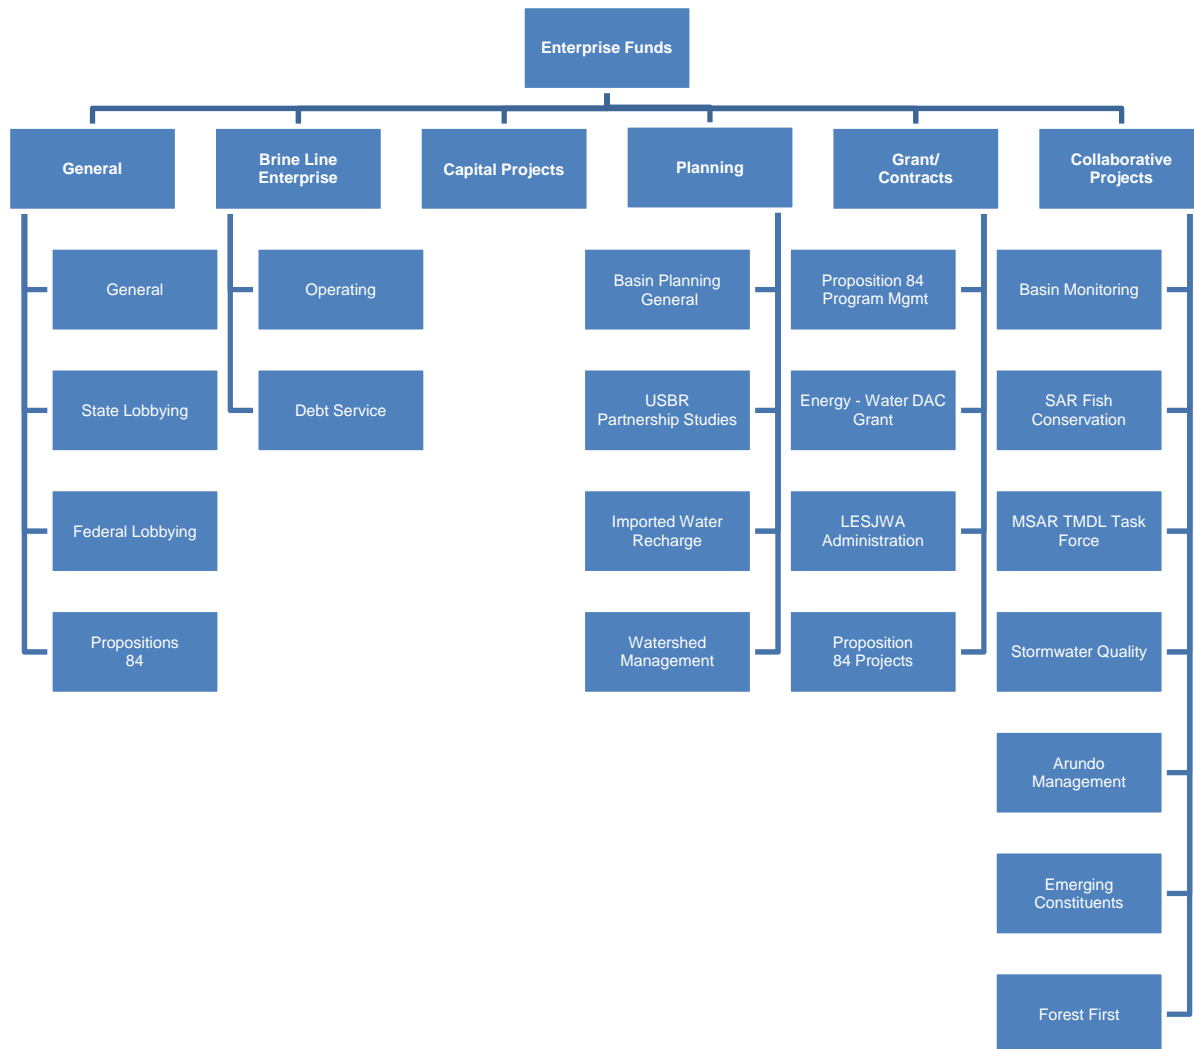 Enterprise Funds
General
Brine Line
Enterprise
Capital Projects
Planning
Grant/
Contracts
Collaborative
Projects
General
State Lobbying
Federal Lobbying
Propositions
84
Operating
Debt Service
Basin Planning
General
USBR
Partnership Studies
Imported Water
Recharge
Watershed
Management
Proposition 84
Program Mgmt
Energy - Water DAC
Grant
LESJWA
Administration
Proposition
84 Projects
Basin Monitoring
SAR Fish
Conservation
MSAR TMDL Task
Force
Stormwater Quality
Arundo
Management
Emerging
Constituents
Forest First